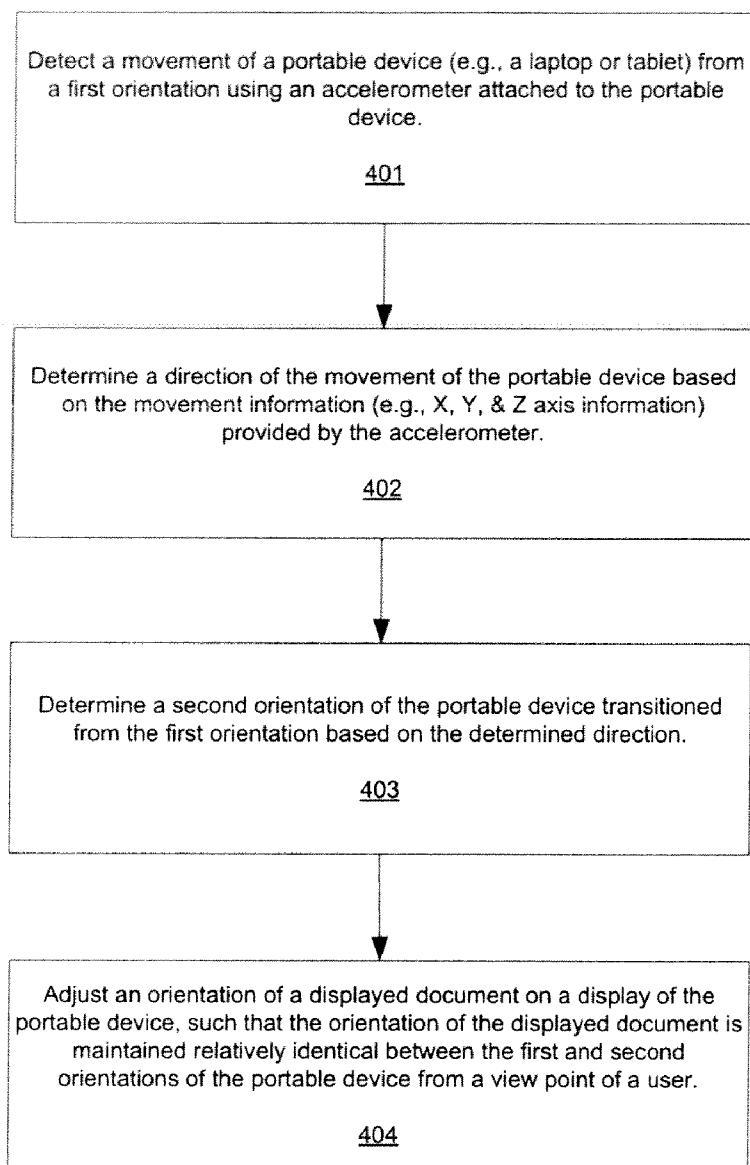 Detect a movement of a portable device (e.g., a laptop or tablet) from
a first orientation using an accelerometer attached to the portable
device.
401
Determine a direction of the movement of the portable device based
on the movement information (e.g., X, Y, & Z axis information)
provided by the accelerometer.
402
Determine a second orientation of the portable device transitioned
from the first orientation based on the determined direction.
403
Adjust an orientation of a displayed document on a display of the
portable device, such that the orientation of the displayed document is
maintained relatively identical between the first and second
orientations of the portable device from a view point of a user.
404